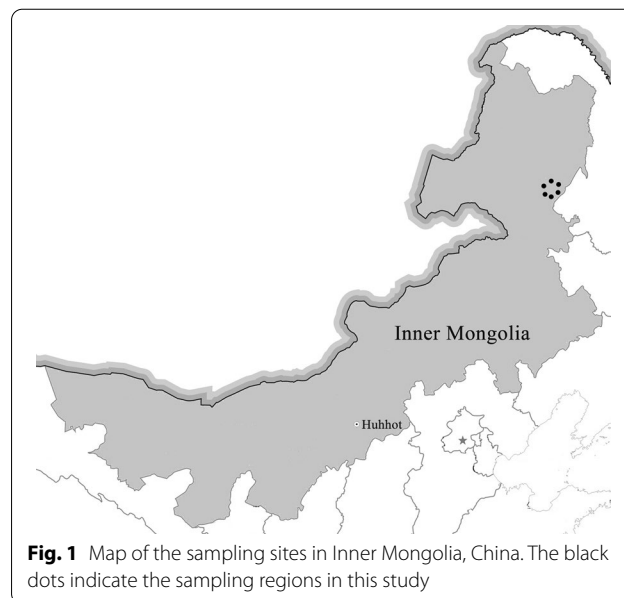 Inner Mongolia
Huhhot
Fig. 1 Map of the sampling sites in Inner Mongolia, China. The black
dots indicate the sampling regions in this study